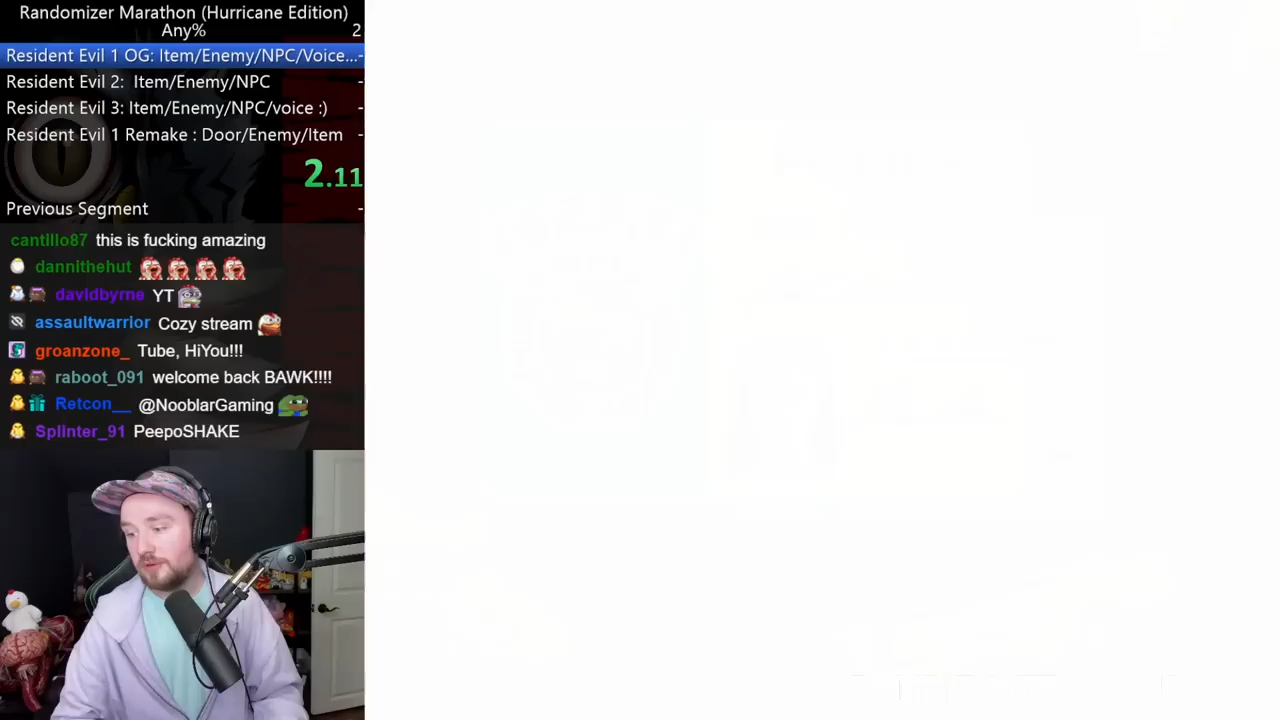 Randomizer Marathon (Hurricane Edition)
Any% 2
Resident Evil 1 OG: Item/Enemy/NPC/Voice... -
Resident Evil 2: Item/Enemy/NPC -
Resident Evil 3: Item/Enemy/NPC/voice :) -
Resident Evil 1 Remake : Door/Enemy/Item -
2.11
Previous Segment -
cantlllo87 this is fucking amazing
dannithehut
davidbyrne YT
assaultwarrior Cozy stream
groanzone_ Tube, HiYou!!!
raboot_091 welcome back BAWK!!!!
Retcon__ @NooblarGaming
Splinter_91 PeepoSHAKE